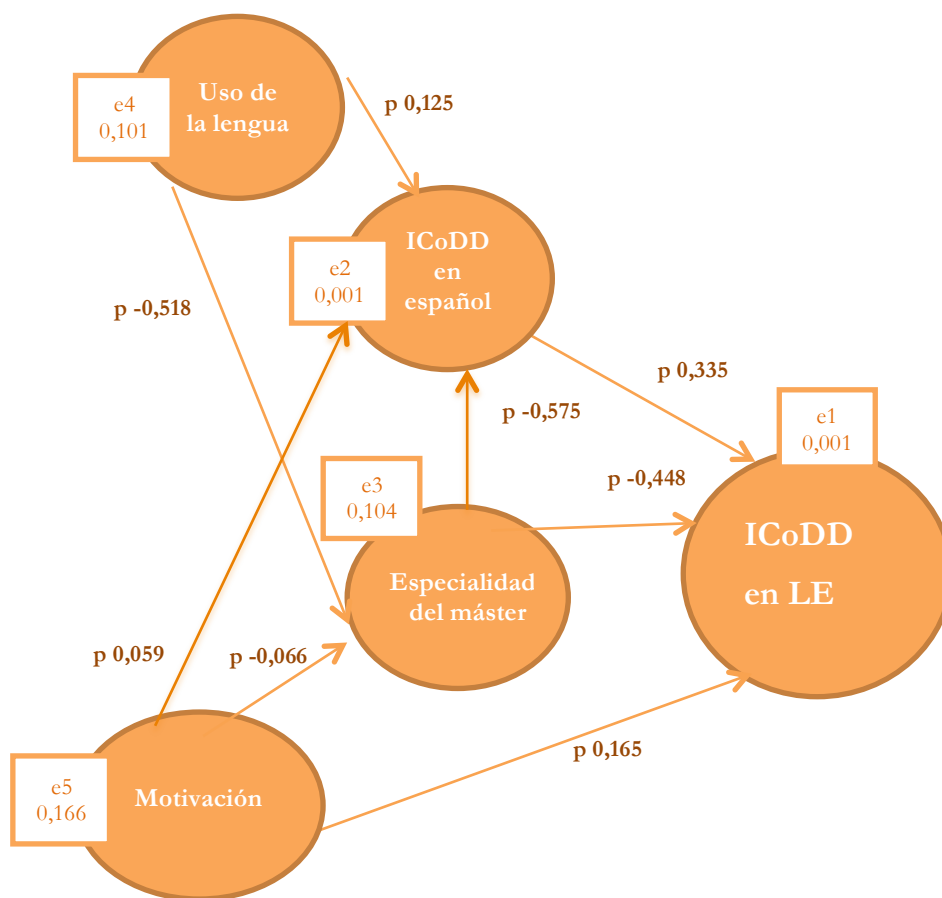 Uso de
la lengua
e4
0,101
p 0,125
ICoDD
en
español
e2
0,001
p -0,518
p 0,335
p -0,575
e1
0,001
e3
0,104
p -0,448
ICoDD
en LE
Especialidad
del máster
p 0,059
p -0,066
p 0,165
e5
0,166
Motivación